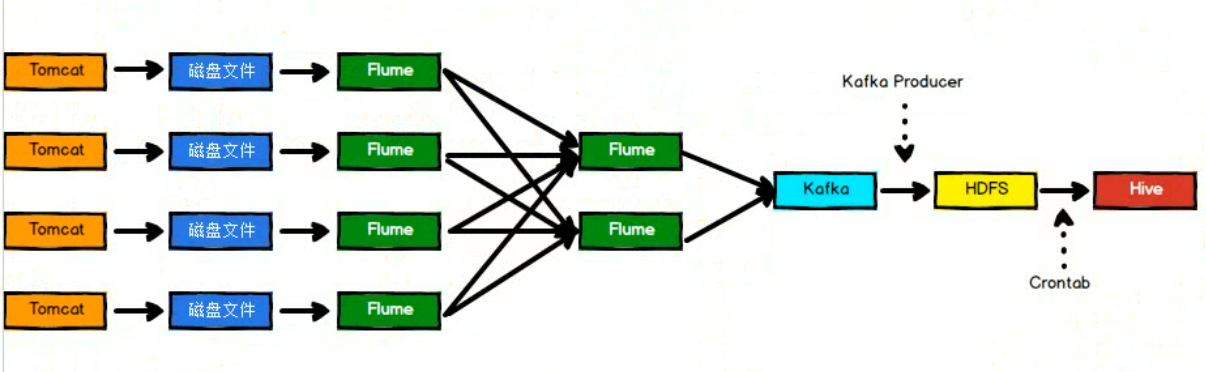 Tomcat
磁盘文件
Flume
Tomcat
磁盘文件
Flume
Tomcat
磁盘文件
Flume
Tomcat
磁盘文件
Flume
Flume
Flume
Kafka
Kafka Producer
HDFS
Crontab
Hive